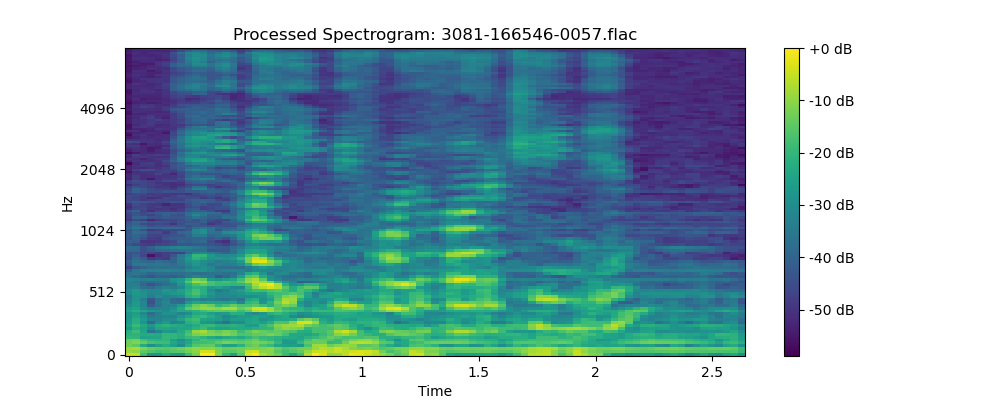 Processed Spectrogram: 3081-166546-0057.flac
+0 dB
4096
-10 dB
2048
-20 dB
Hz
-30 dB
1024
-40 dB
512
-50 dB
0
0 0.5 1 1.5 2 2.5
Time